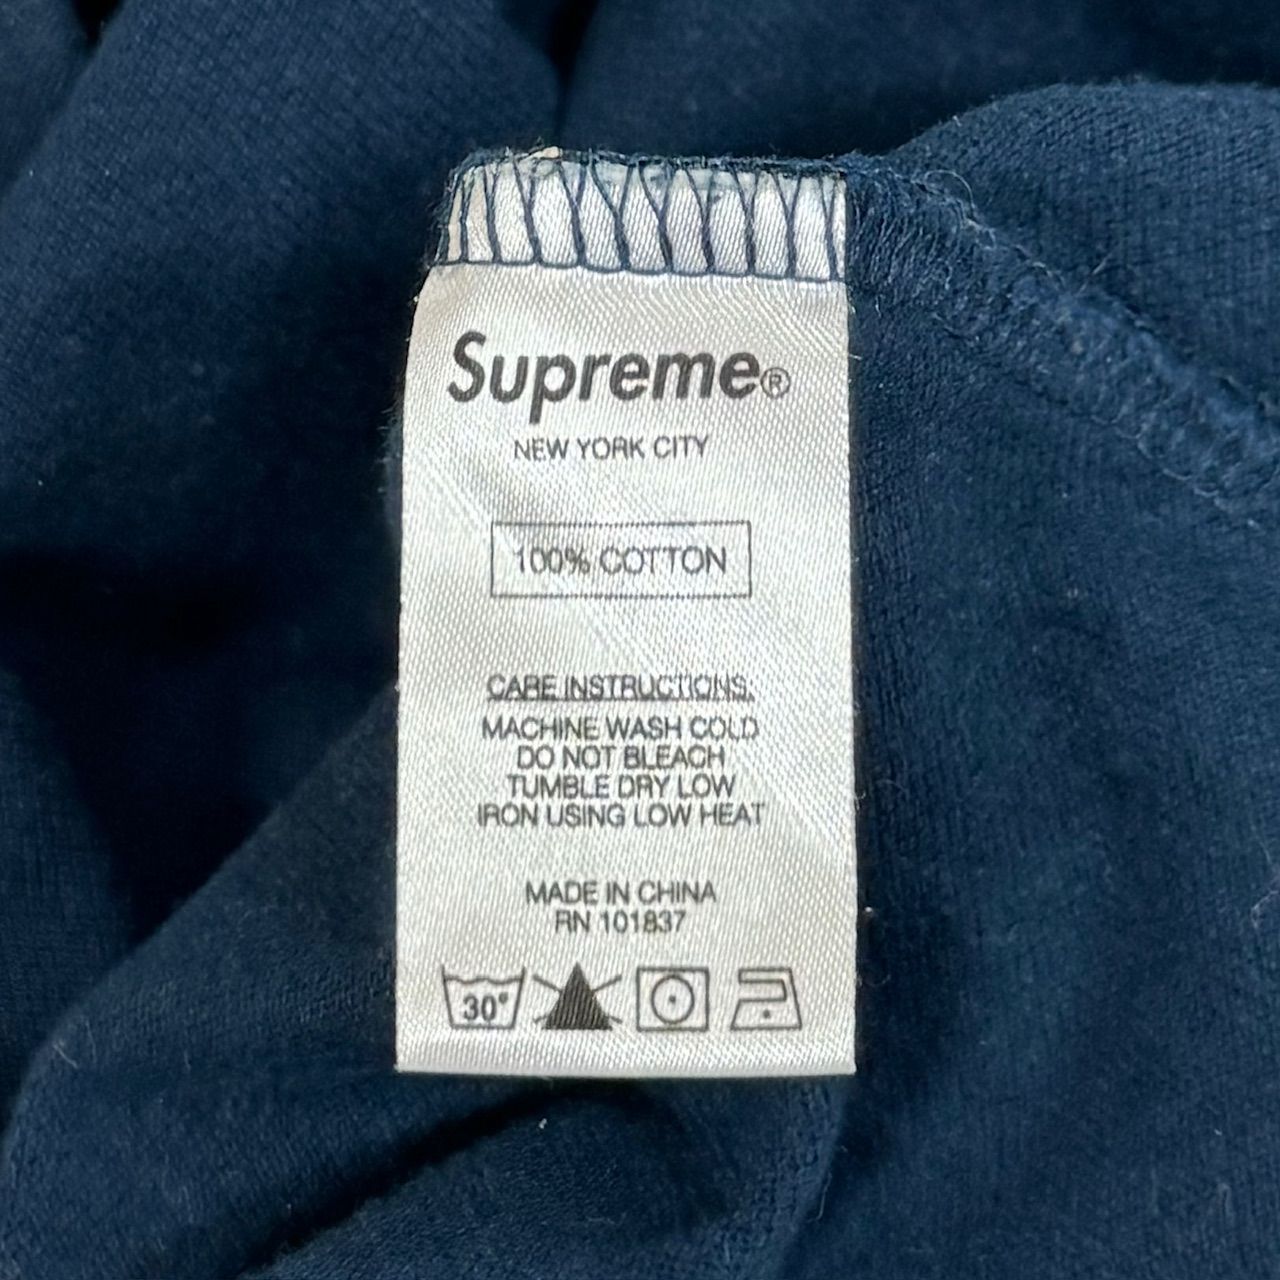 Supreme®
NEW YORK CITY
100% COTTON
CARE INSTRUCTIONS:
MACHINE WASH COLD
DO NOT BLEACH
TUMBLE DRY LOW
IRON USING LOW HEAT
MADE IN CHINA
RN 101837
30°